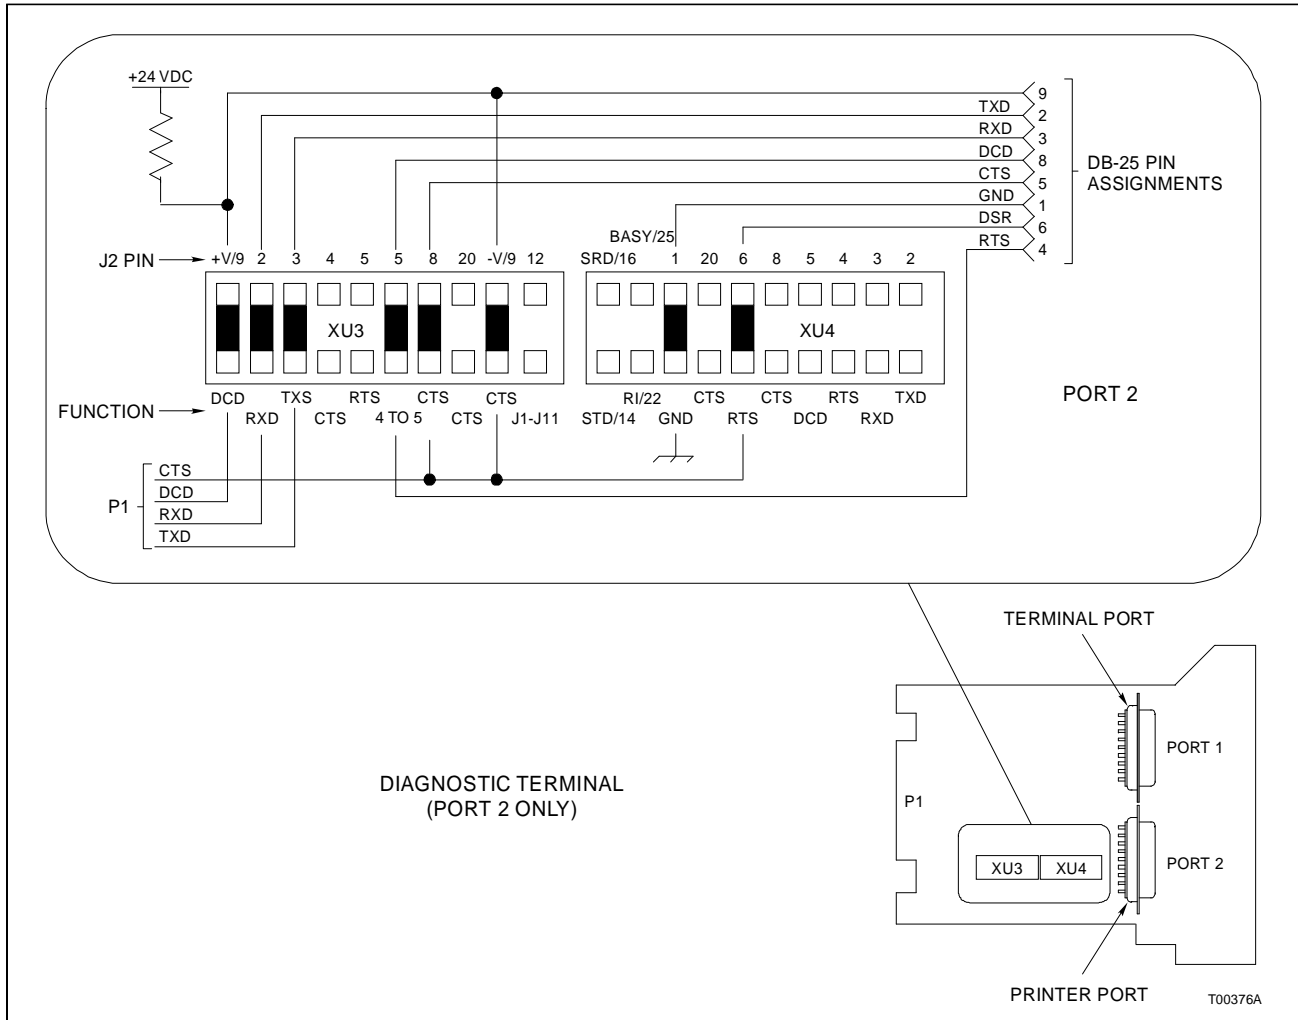 +24 VDC
9
TXD
2
RXD
3
DCD
8
CTS
5
GND
1
DSR
6
RTS
4
DB-25 PIN
ASSIGNMENTS
BASY/25
J2 PIN
+V/9 2 3 4 5 5 8 20 -V/9 12
SRD/16 1 20 6 8 5 4 3 2
XU3
XU4
PORT 2
FUNCTION
DCD TXS RTS CTS CTS
RXD CTS 4 TO 5 CTS J1-J11
RI/22 CTS CTS RTS TXD
STD/14 GND RTS DCD RXD
P1
CTS
DCD
RXD
TXD
TERMINAL PORT
PORT 1
DIAGNOSTIC TERMINAL
(PORT 2 ONLY)
P1
XU3 XU4
PORT 2
PRINTER PORT
T00376A